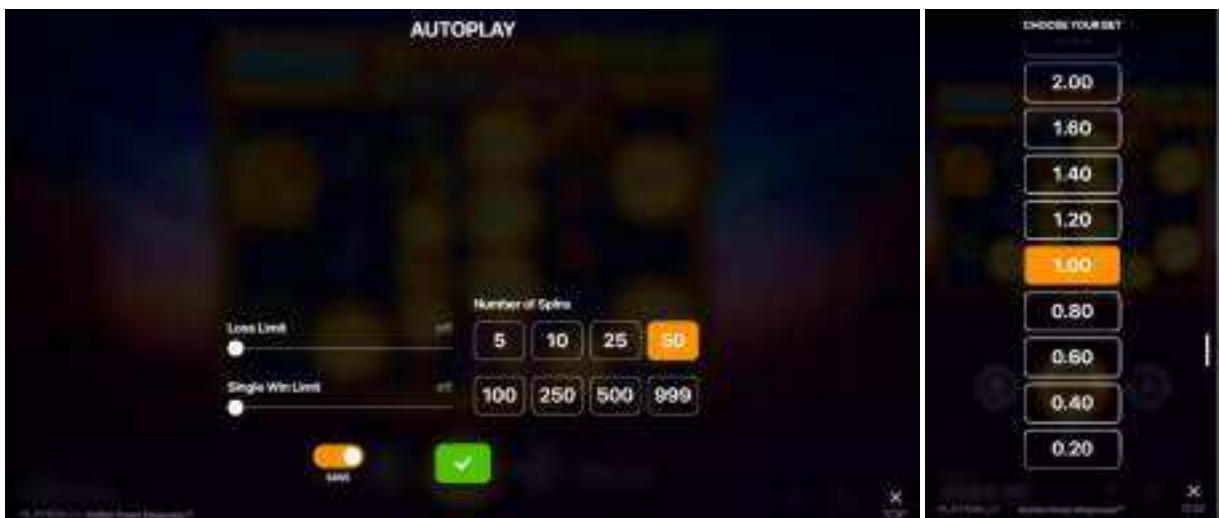 AUTOPLAY
Number of Spins
Loss Limit off
5 10 25 50
Single Win Limit off
100 250 500 999
CHOOSE YOUR BET
2.00
1.60
1.40
1.20
1.00
0.80
0.60
0.40
0.20